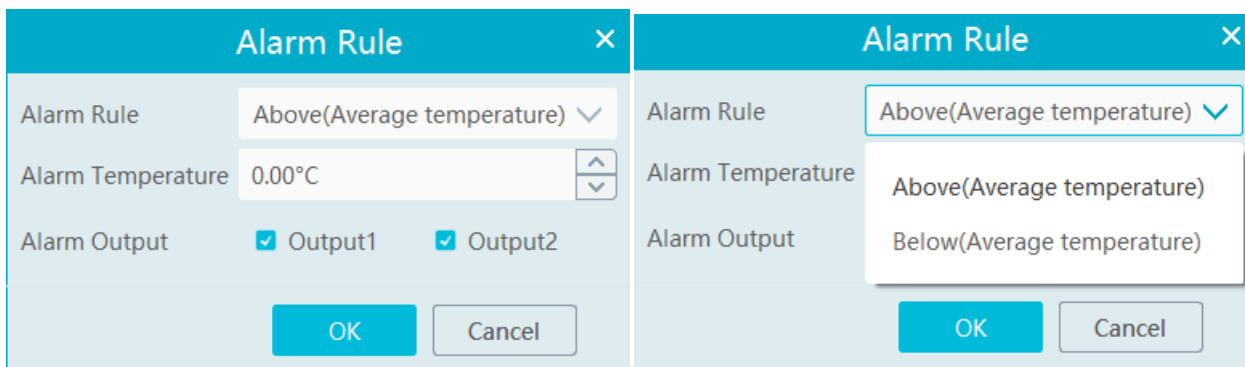 Alarm Rule
Alarm Rule Above(Average temperature)
Alarm Temperature 0.00°C
Alarm Output Output1 Output2
OK Cancel
Alarm Rule
Alarm Rule Above(Average temperature)
Alarm Temperature Above(Average temperature)
Alarm Output Below(Average temperature)
OK Cancel